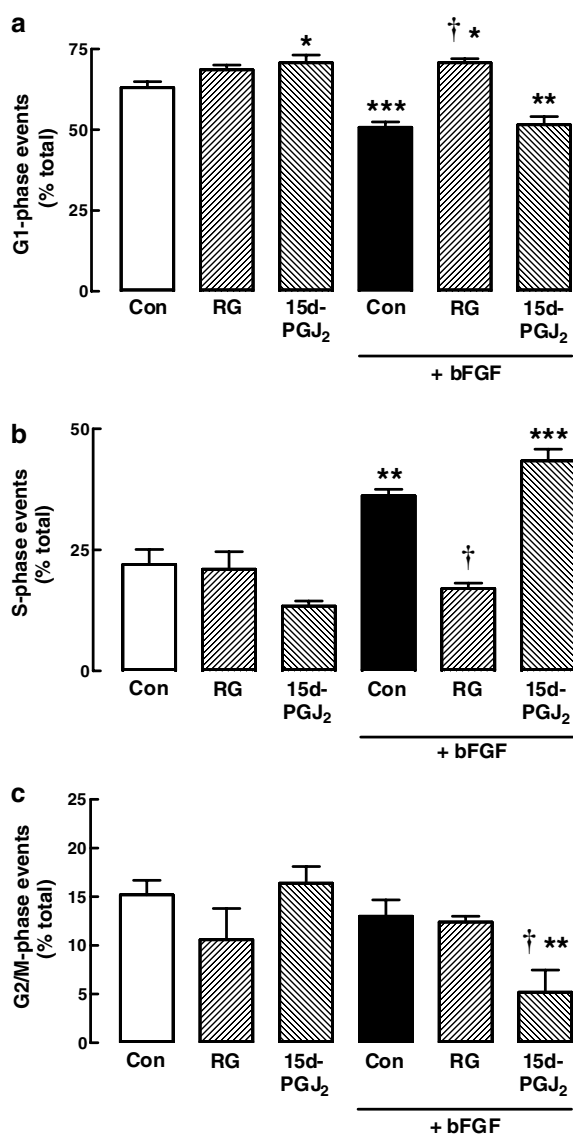 a
G1-phase events
(% total)
75
50
25
0
*
***
† *
**
Con RG 15d-PGJ2 Con RG 15d-PGJ2
+ bFGF
b
S-phase events
(% total)
50
25
0
**
†
***
Con RG 15d-PGJ2 Con RG 15d-PGJ2
+ bFGF
c
G2/M-phase events
(% total)
25
20
15
10
5
0
† **
Con RG 15d-PGJ2 Con RG 15d-PGJ2
+ bFGF